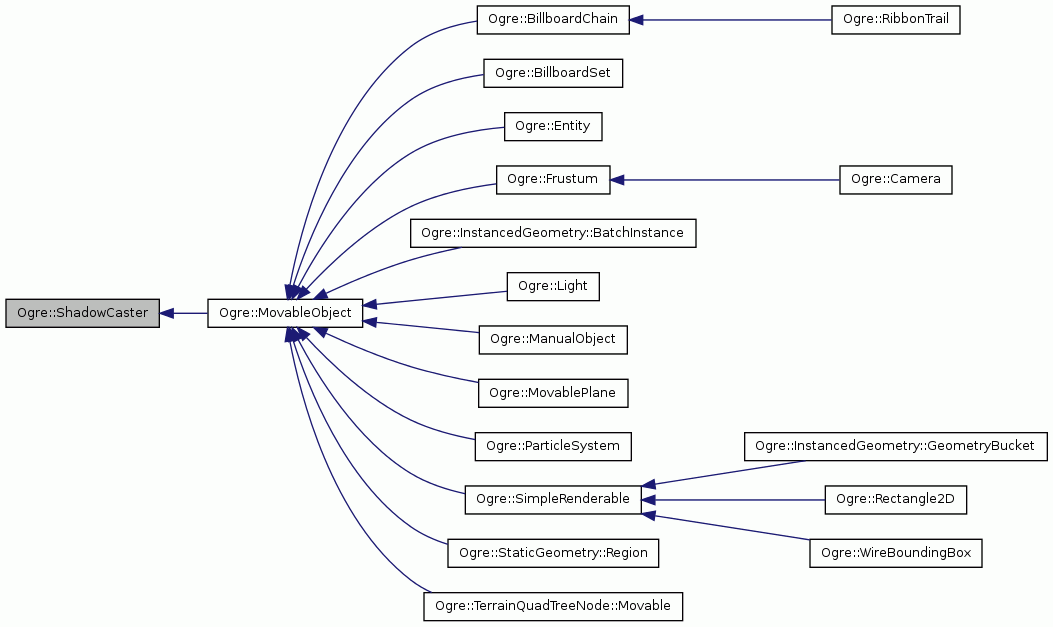 Ogre::BillboardChain
Ogre::RibbonTrail
Ogre::BillboardSet
Ogre::Entity
Ogre::Frustum
Ogre::Camera
Ogre::InstancedGeometry::BatchInstance
Ogre::Light
Ogre::ShadowCaster
Ogre::MovableObject
Ogre::ManualObject
Ogre::MovablePlane
Ogre::ParticleSystem
Ogre::InstancedGeometry::GeometryBucket
Ogre::SimpleRenderable
Ogre::Rectangle2D
Ogre::StaticGeometry::Region
Ogre::WireBoundingBox
Ogre::TerrainQuadTreeNode::Movable